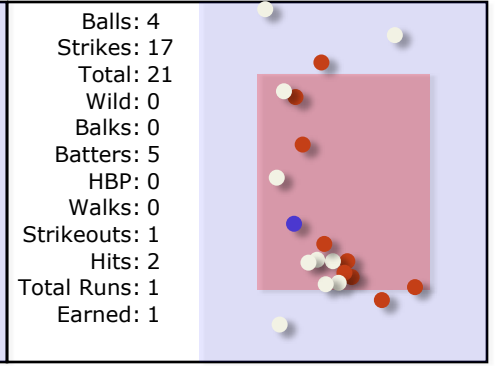 Balls: 4
Strikes: 17
Total: 21
Wild: 0
Balks: 0
Batters: 5
HBP: 0
Walks: 0
Strikeouts: 1
Hits: 2
Total Runs: 1
Earned: 1